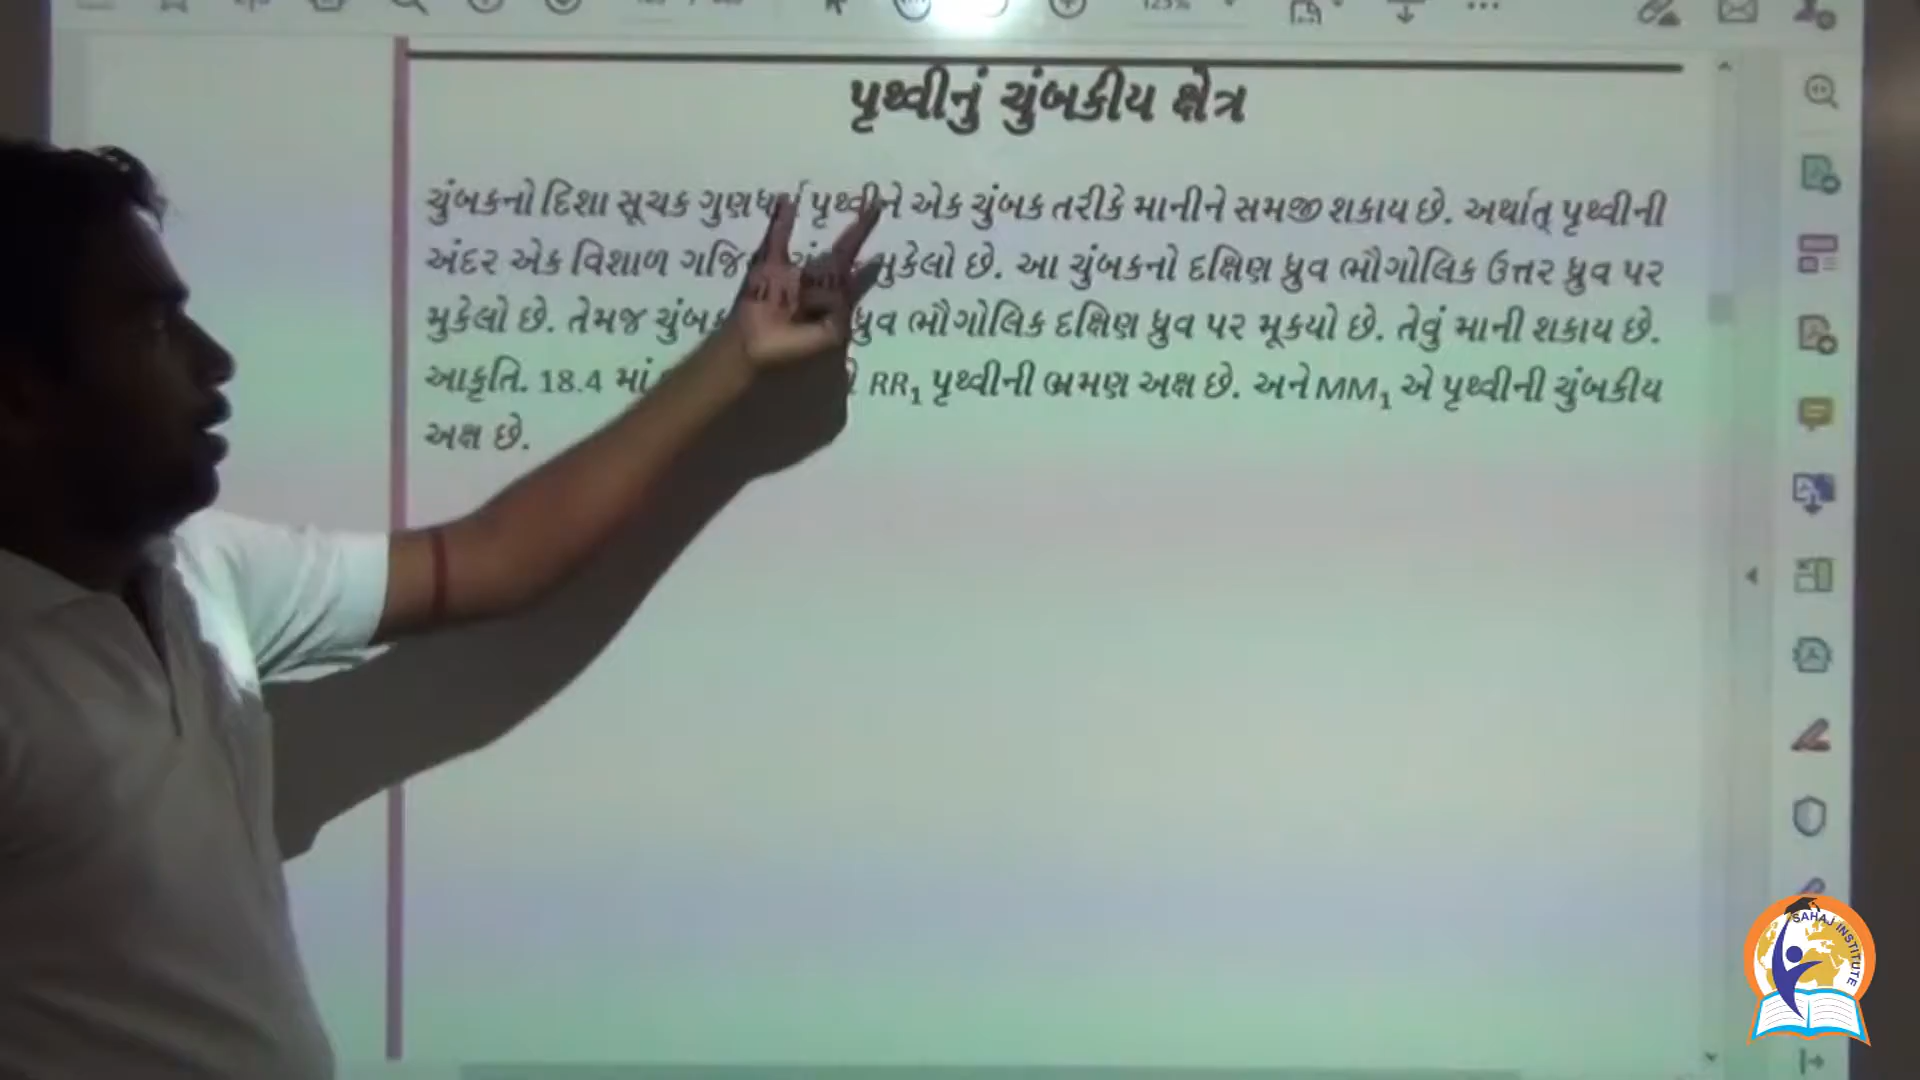 પૃથ્વીનું ચુંબકીય ક્ષેત્ર
ચુંબકનો દિશા સૂચક ગુણધર્મ પૃથ્વીને એક ચુંબક તરીકે માનીને સમજી શકાય છે. અર્થાત્ પૃથ્વીની
અંદર એક વિશાળ મુકેલો છે. આ ચુંબકનો દક્ષિણ ધ્રુવ ભૌગોલિક ઉત્તર ધ્રુવ પર
મુકેલો છે. તેમજ ધ્રુવ ભૌગોલિક દક્ષિણ ધ્રુવ પર મૂકયો છે. તેવું માની શકાય છે.
આકૃતિ. 18.4 માં RR₁ પૃથ્વીની ભ્રમણ અક્ષ છે. અને MM₁ એ પૃથ્વીની ચુંબકીય
અક્ષ છે.
SAHAJ INSTITUTE